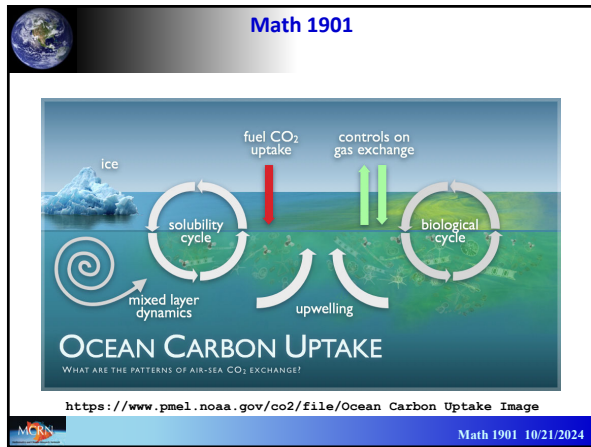 Math 1901
fuel CO₂
uptake
controls on
gas exchange
ice
solubility
cycle
biological
cycle
mixed layer
dynamics
upwelling
OCEAN CARBON UPTAKE
WHAT ARE THE PATTERNS OF AIR-SEA CO₂ EXCHANGE?
https://www.pmel.noaa.gov/co2/file/Ocean Carbon Uptake Image
MCRN
Math 1901 10/21/2024